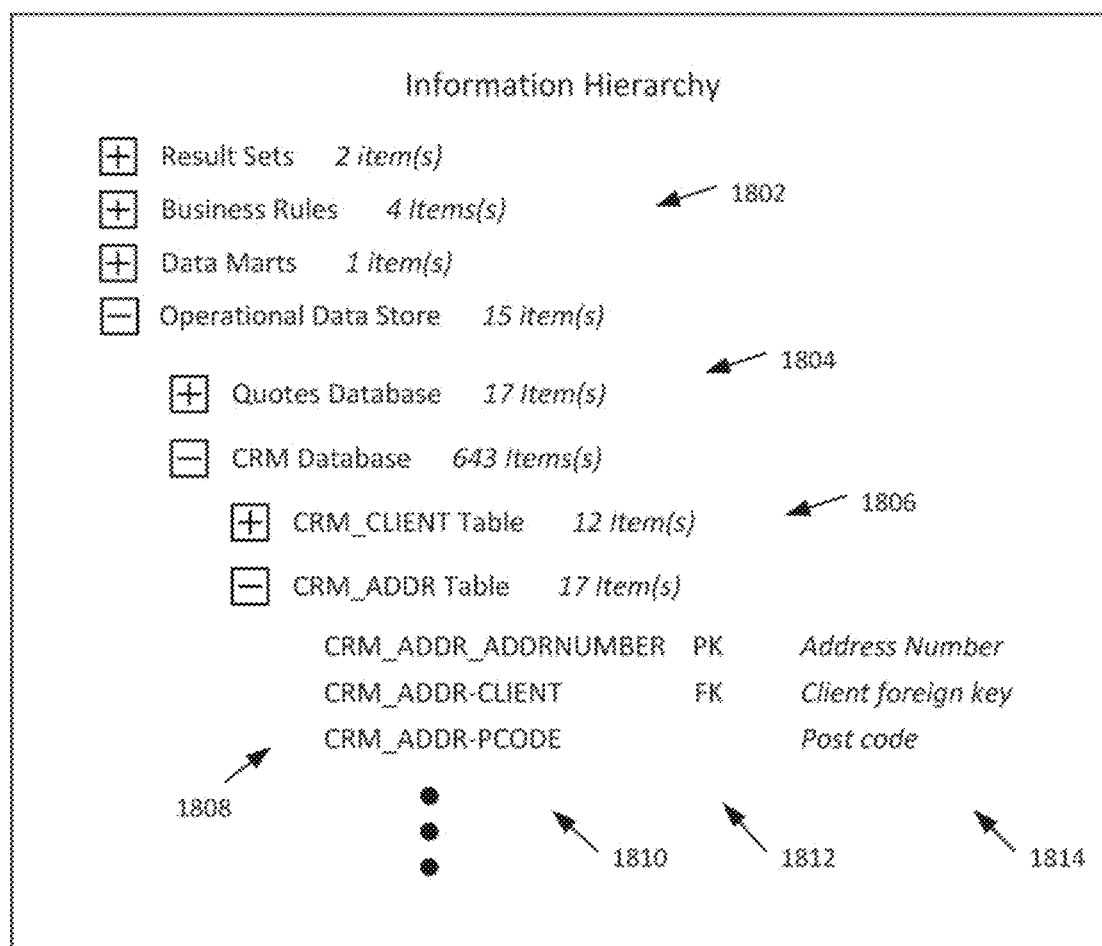 Information Hierarchy
Result Sets 2 item(s)
Business Rules 4 Items(s)
1802
Data Marts 1 item(s)
Operational Data Store 15 item(s)
1804
Quotes Database 17 Item(s)
CRM Database 643 Items(s)
1806
CRM_CLIENT Table 12 Item(s)
CRM_ADDR Table 17 Item(s)
CRM_ADDR_ADDRNUMBER PK Address Number
CRM_ADDR-CLIENT FK Client foreign key
CRM_ADDR-PCODE Post code
1808
1810 1812 1814